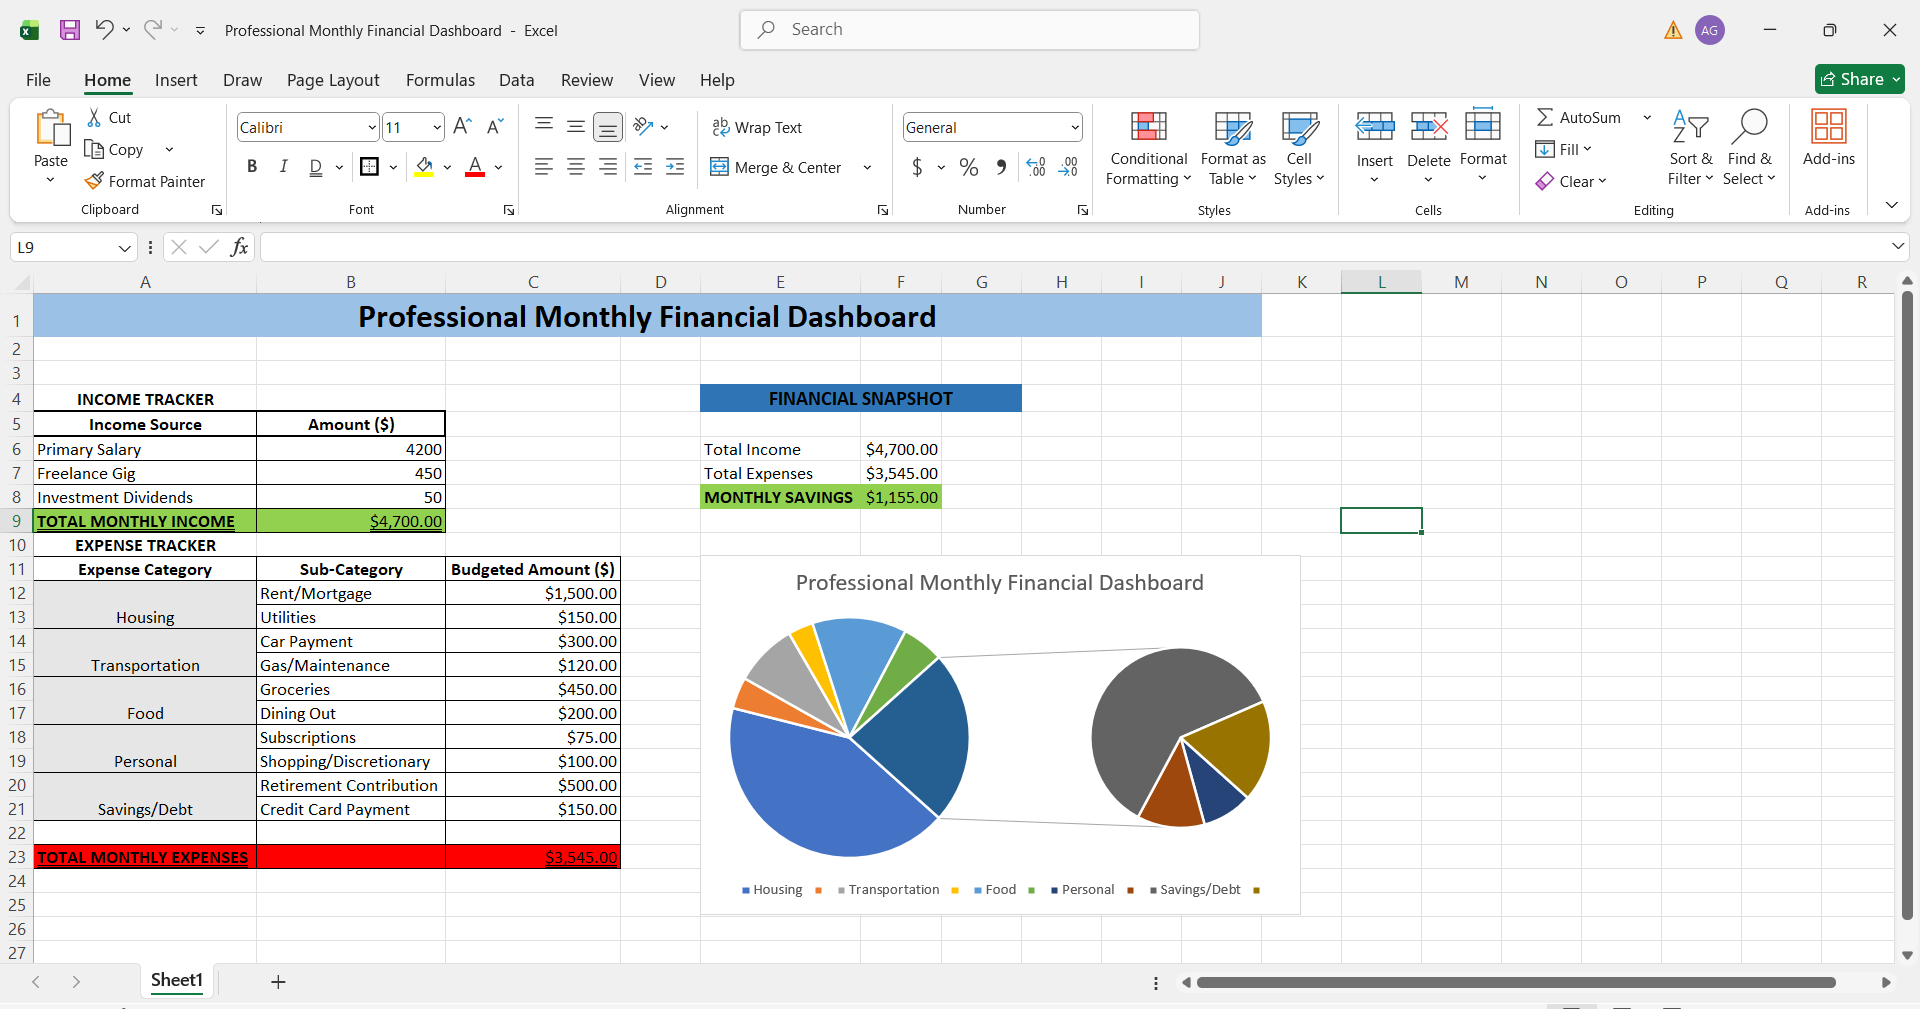 Professional Monthly Financial Dashboard - Excel
Search
AG
File Home Insert Draw Page Layout Formulas Data Review View Help
Share
Paste
Cut
Copy
Format Painter
Clipboard
Calibri 11
B I D A
Font
Wrap Text
Merge & Center
Alignment
General
$ % 9
Number
Conditional Formatting
Format as Table
Cell Styles
Styles
Insert Delete Format
Cells
AutoSum
Fill
Clear
Sort & Filter
Find & Select
Editing
Add-ins
Add-ins
L9 fx
A B C D E F G H I J K L M N O P Q R
1 Professional Monthly Financial Dashboard
2
3
4 INCOME TRACKER FINANCIAL SNAPSHOT
5 Income Source Amount ($)
6 Primary Salary 4200 Total Income $4,700.00
7 Freelance Gig 450 Total Expenses $3,545.00
8 Investment Dividends 50 MONTHLY SAVINGS $1,155.00
9 TOTAL MONTHLY INCOME $4,700.00
10 EXPENSE TRACKER
11 Expense Category Sub-Category Budgeted Amount ($)
12 Rent/Mortgage $1,500.00
13 Housing Utilities $150.00
14 Car Payment $300.00
15 Transportation Gas/Maintenance $120.00
16 Groceries $450.00
17 Food Dining Out $200.00
18 Subscriptions $75.00
19 Personal Shopping/Discretionary $100.00
20 Retirement Contribution $500.00
21 Savings/Debt Credit Card Payment $150.00
22
23 TOTAL MONTHLY EXPENSES $3,545.00
24
25
26
27
Professional Monthly Financial Dashboard
Housing Transportation Food Personal Savings/Debt
Sheet1